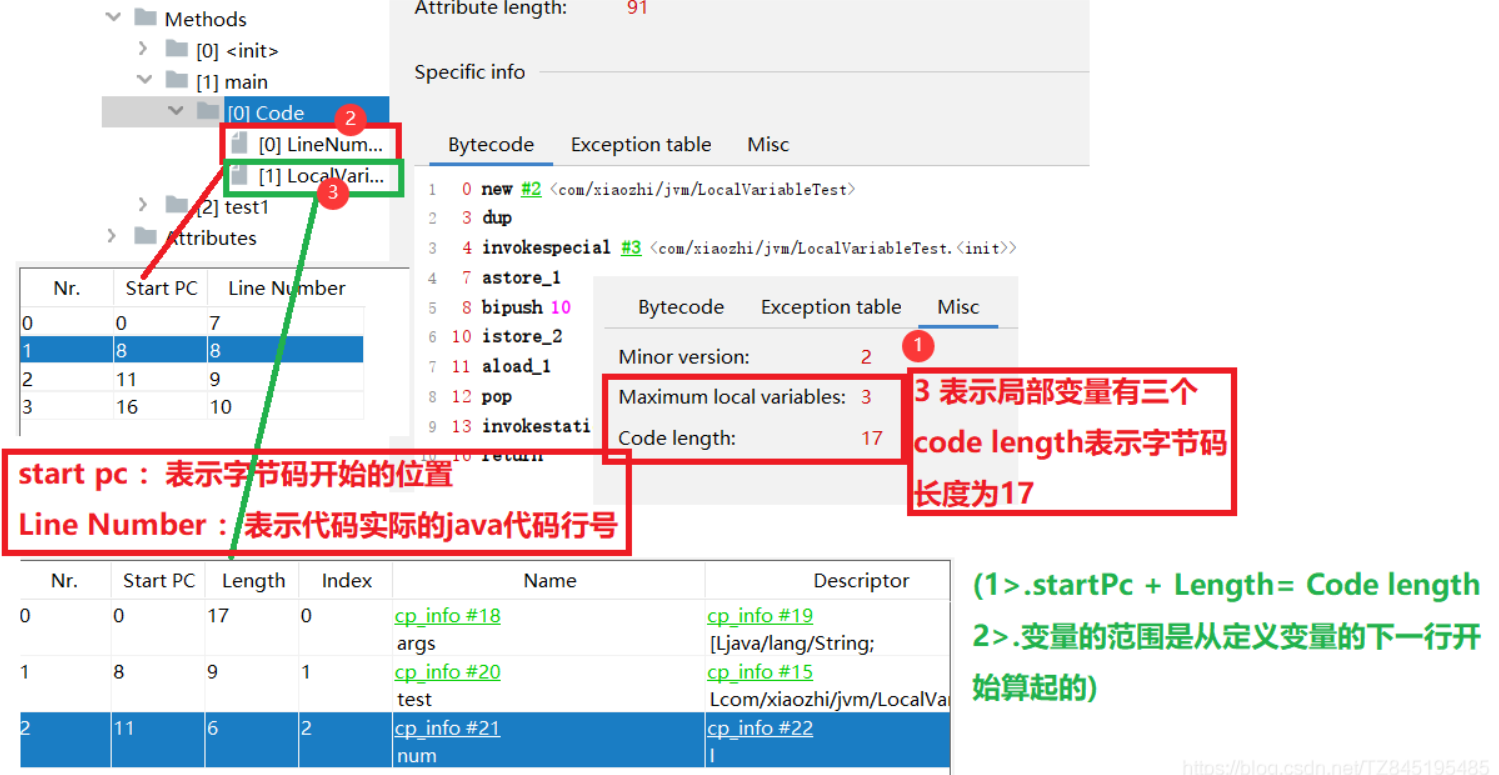 Methods
[0] <init>
[1] main
[0] Code
2
[0] LineNum...
[1] LocalVari...
3
[2] test1
Attributes
Attribute length: 91
Specific info
Bytecode Exception table Misc
1 0 new #2 <com/xiaozhi/jvm/LocalVariableTest>
2 3 dup
3 4 invokespecial #3 <com/xiaozhi/jvm/LocalVariableTest.<init>>
4 7 astore_1
5 8 bipush 10
6 10 istore_2
7 11 aload_1
8 12 pop
9 13 invokestati
return
Nr. Start PC Line Number
0 0 7
1 8 8
2 11 9
3 16 10
Bytecode Exception table Misc
1
Minor version: 2
Maximum local variables: 3
Code length: 17
3 表示局部变量有三个
code length表示字节码
长度为17
start pc ：表示字节码开始的位置
Line Number ：表示代码实际的java代码行号
Nr. Start PC Length Index Name Descriptor
0 0 17 0 cp_info #18 cp_info #19
args [Ljava/lang/String;
1 8 9 1 cp_info #20 cp_info #15
test Lcom/xiaozhi/jvm/LocalVa
2 11 6 2 cp_info #21 cp_info #22
num I
(1>.startPc + Length= Code length
2>.变量的范围是从定义变量的下一行开
始算起的)
https://blog.csdn.net/TZ845195485